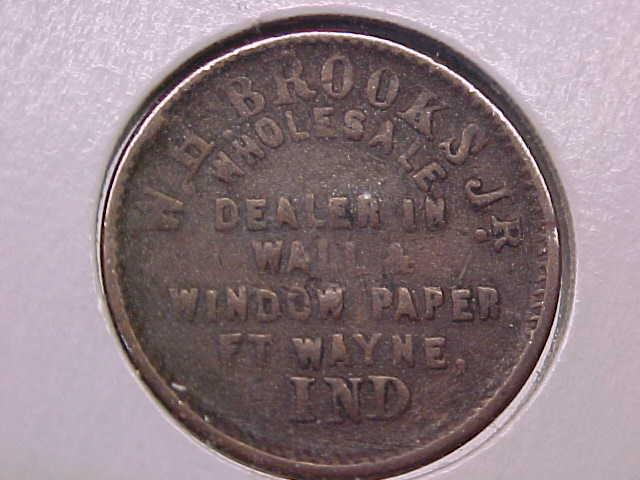 W H BROOKS JR.
WHOLESALE
DEALER IN
WALL &
WINDOW PAPER
FT WAYNE,
IND